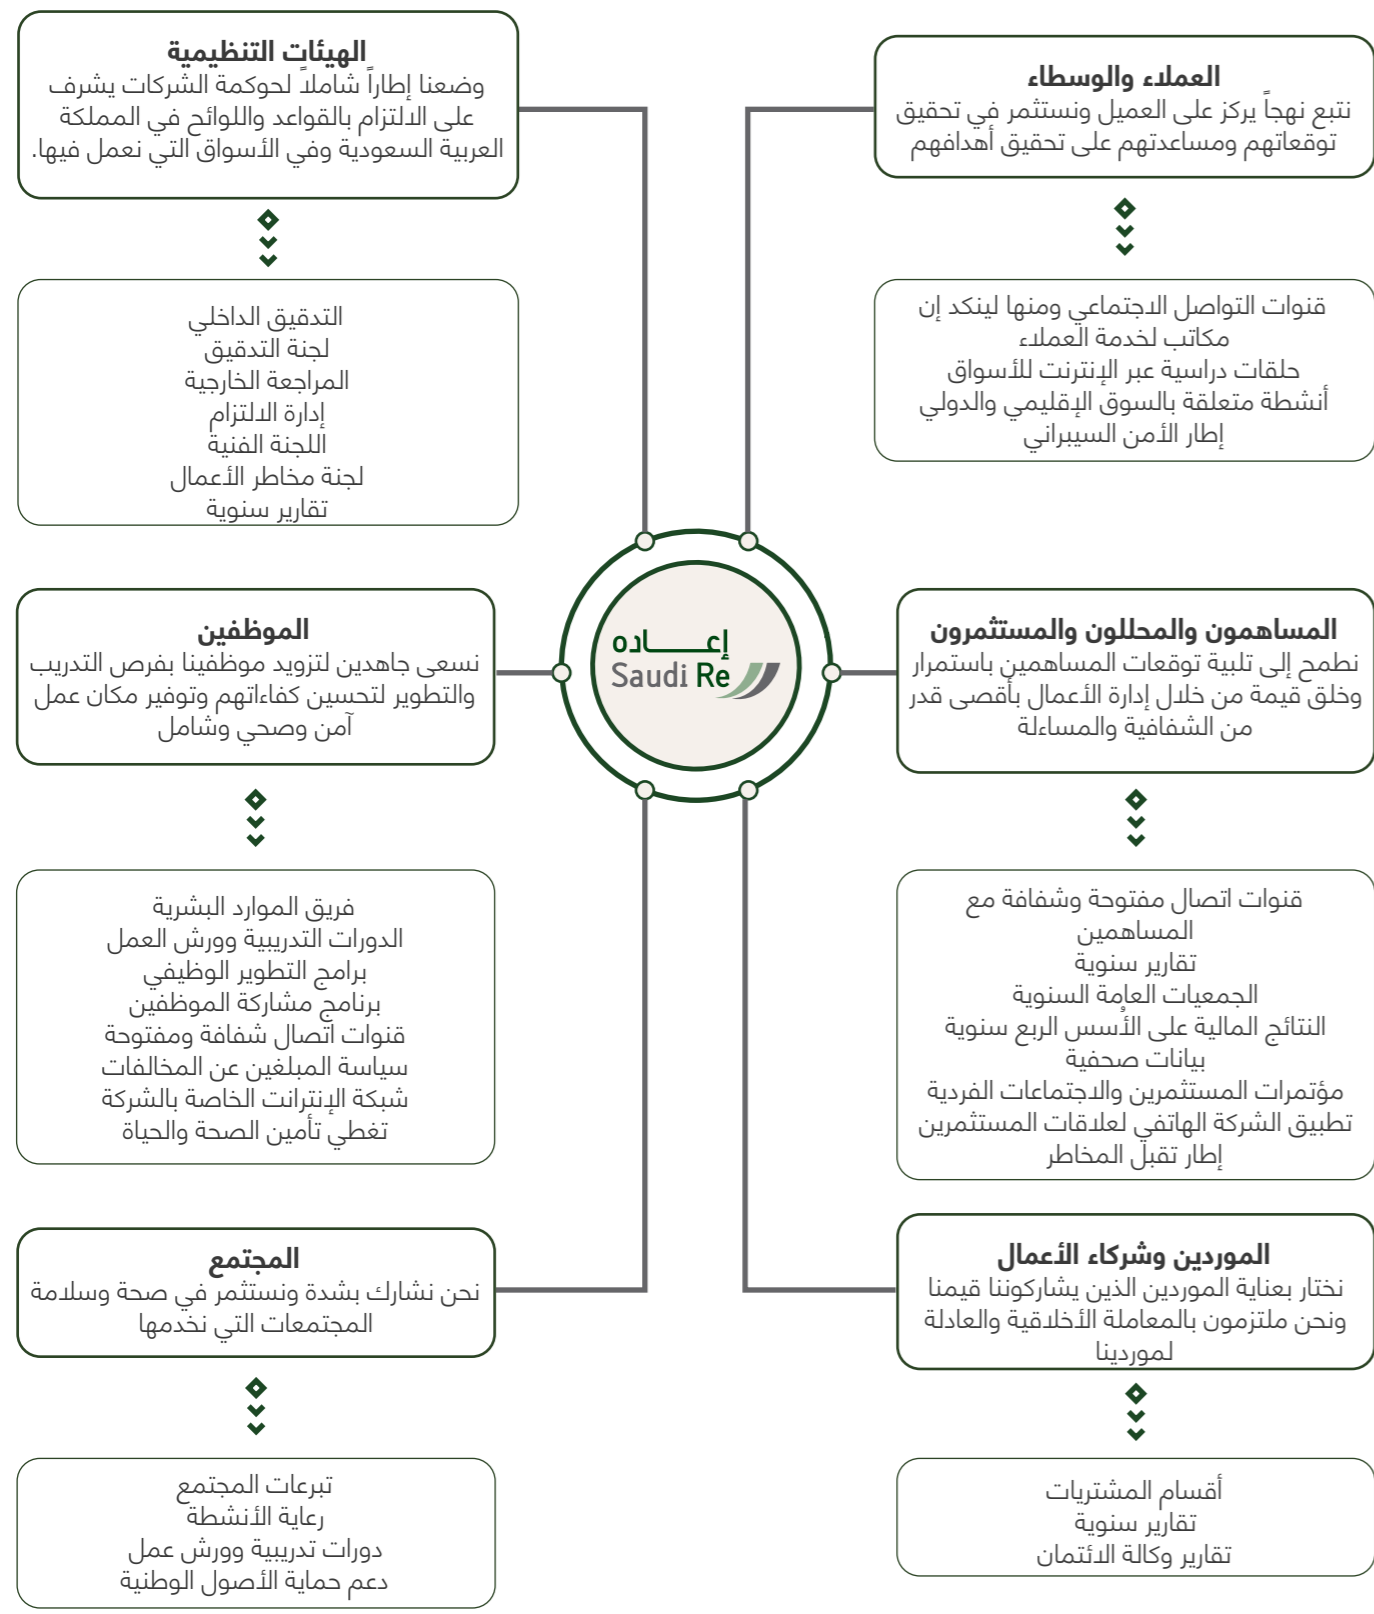 العملاء والوسطاء
نتبع نهجاً يركز على العميل ونستثمر في تحقيق
توقعاتهم ومساعدتهم على تحقيق أهدافهم
قنوات التواصل الاجتماعي ومنها لينكد إن
مكاتب لخدمة العملاء
حلقات دراسية عبر الإنترنت للأسواق
أنشطة متعلقة بالسوق الإقليمي والدولي
إطار الأمن السيبراني
الهيئات التنظيمية
وضعنا إطاراً شاملاً لحوكمة الشركات يشرف
على الالتزام بالقواعد واللوائح في المملكة
العربية السعودية وفي الأسواق التي نعمل فيها.
التدقيق الداخلي
لجنة التدقيق
المراجعة الخارجية
إدارة الالتزام
اللجنة الفنية
لجنة مخاطر الأعمال
تقارير سنوية
المساهمون والمحللون والمستثمرون
نطمح إلى تلبية توقعات المساهمين باستمرار
وخلق قيمة من خلال إدارة الأعمال بأقصى قدر
من الشفافية والمساءلة
قنوات اتصال مفتوحة وشفافة مع
المساهمين
تقارير سنوية
الجمعيات العامة السنوية
النتائج المالية على الأُسس الربع سنوية
بيانات صحفية
مؤتمرات المستثمرين والاجتماعات الفردية
تطبيق الشركة الهاتفي لعلاقات المستثمرين
إطار تقبل المخاطر
إعـــــاده
Saudi Re
الموظفين
نسعى جاهدين لتزويد موظفينا بفرص التدريب
والتطوير لتحسين كفاءاتهم وتوفير مكان عمل
آمن وصحي وشامل
فريق الموارد البشرية
الدورات التدريبية وورش العمل
برامج التطوير الوظيفي
برنامج مشاركة الموظفين
قنوات اتصال شفافة ومفتوحة
سياسة المبلغين عن المخالفات
شبكة الإنترانت الخاصة بالشركة
تغطي تأمين الصحة والحياة
الموردين وشركاء الأعمال
نختار بعناية الموردين الذين يشاركوننا قيمنا
ونحن ملتزمون بالمعاملة الأخلاقية والعادلة
لموردينا
أقسام المشتريات
تقارير سنوية
تقارير وكالة الائتمان
المجتمع
نحن نشارك بشدة ونستثمر في صحة وسلامة
المجتمعات التي نخدمها
تبرعات المجتمع
رعاية الأنشطة
دورات تدريبية وورش عمل
دعم حماية الأصول الوطنية